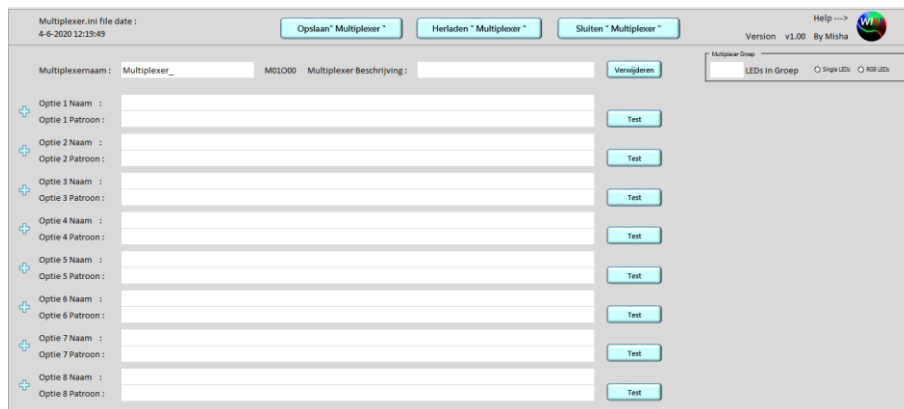 Multiplexer.ini file date :
4-6-2020 12:19:49
Opslaan" Multiplexer "
Herladen " Multiplexer "
Sluiten " Multiplexer "
Help --->
Version v1.00 By Misha
Multiplexernaam : Multiplexer_ M01O00 Multiplexer Beschrijving : Verwijderen
Multiplexer Groep
LEDs in Groep Single LEDs RGB LEDs
Optie 1 Naam :
Optie 1 Patroon : Test
Optie 2 Naam :
Optie 2 Patroon : Test
Optie 3 Naam :
Optie 3 Patroon : Test
Optie 4 Naam :
Optie 4 Patroon : Test
Optie 5 Naam :
Optie 5 Patroon : Test
Optie 6 Naam :
Optie 6 Patroon : Test
Optie 7 Naam :
Optie 7 Patroon : Test
Optie 8 Naam :
Optie 8 Patroon : Test